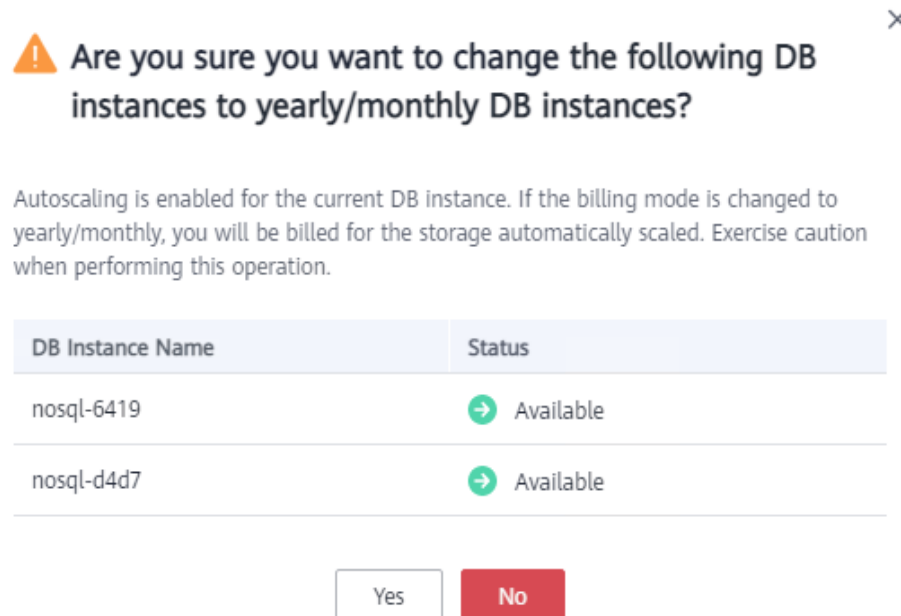 Are you sure you want to change the following DB
instances to yearly/monthly DB instances?
Autoscaling is enabled for the current DB instance. If the billing mode is changed to
yearly/monthly, you will be billed for the storage automatically scaled. Exercise caution
when performing this operation.
DB Instance Name Status
nosql-6419 Available
nosql-d4d7 Available
Yes No